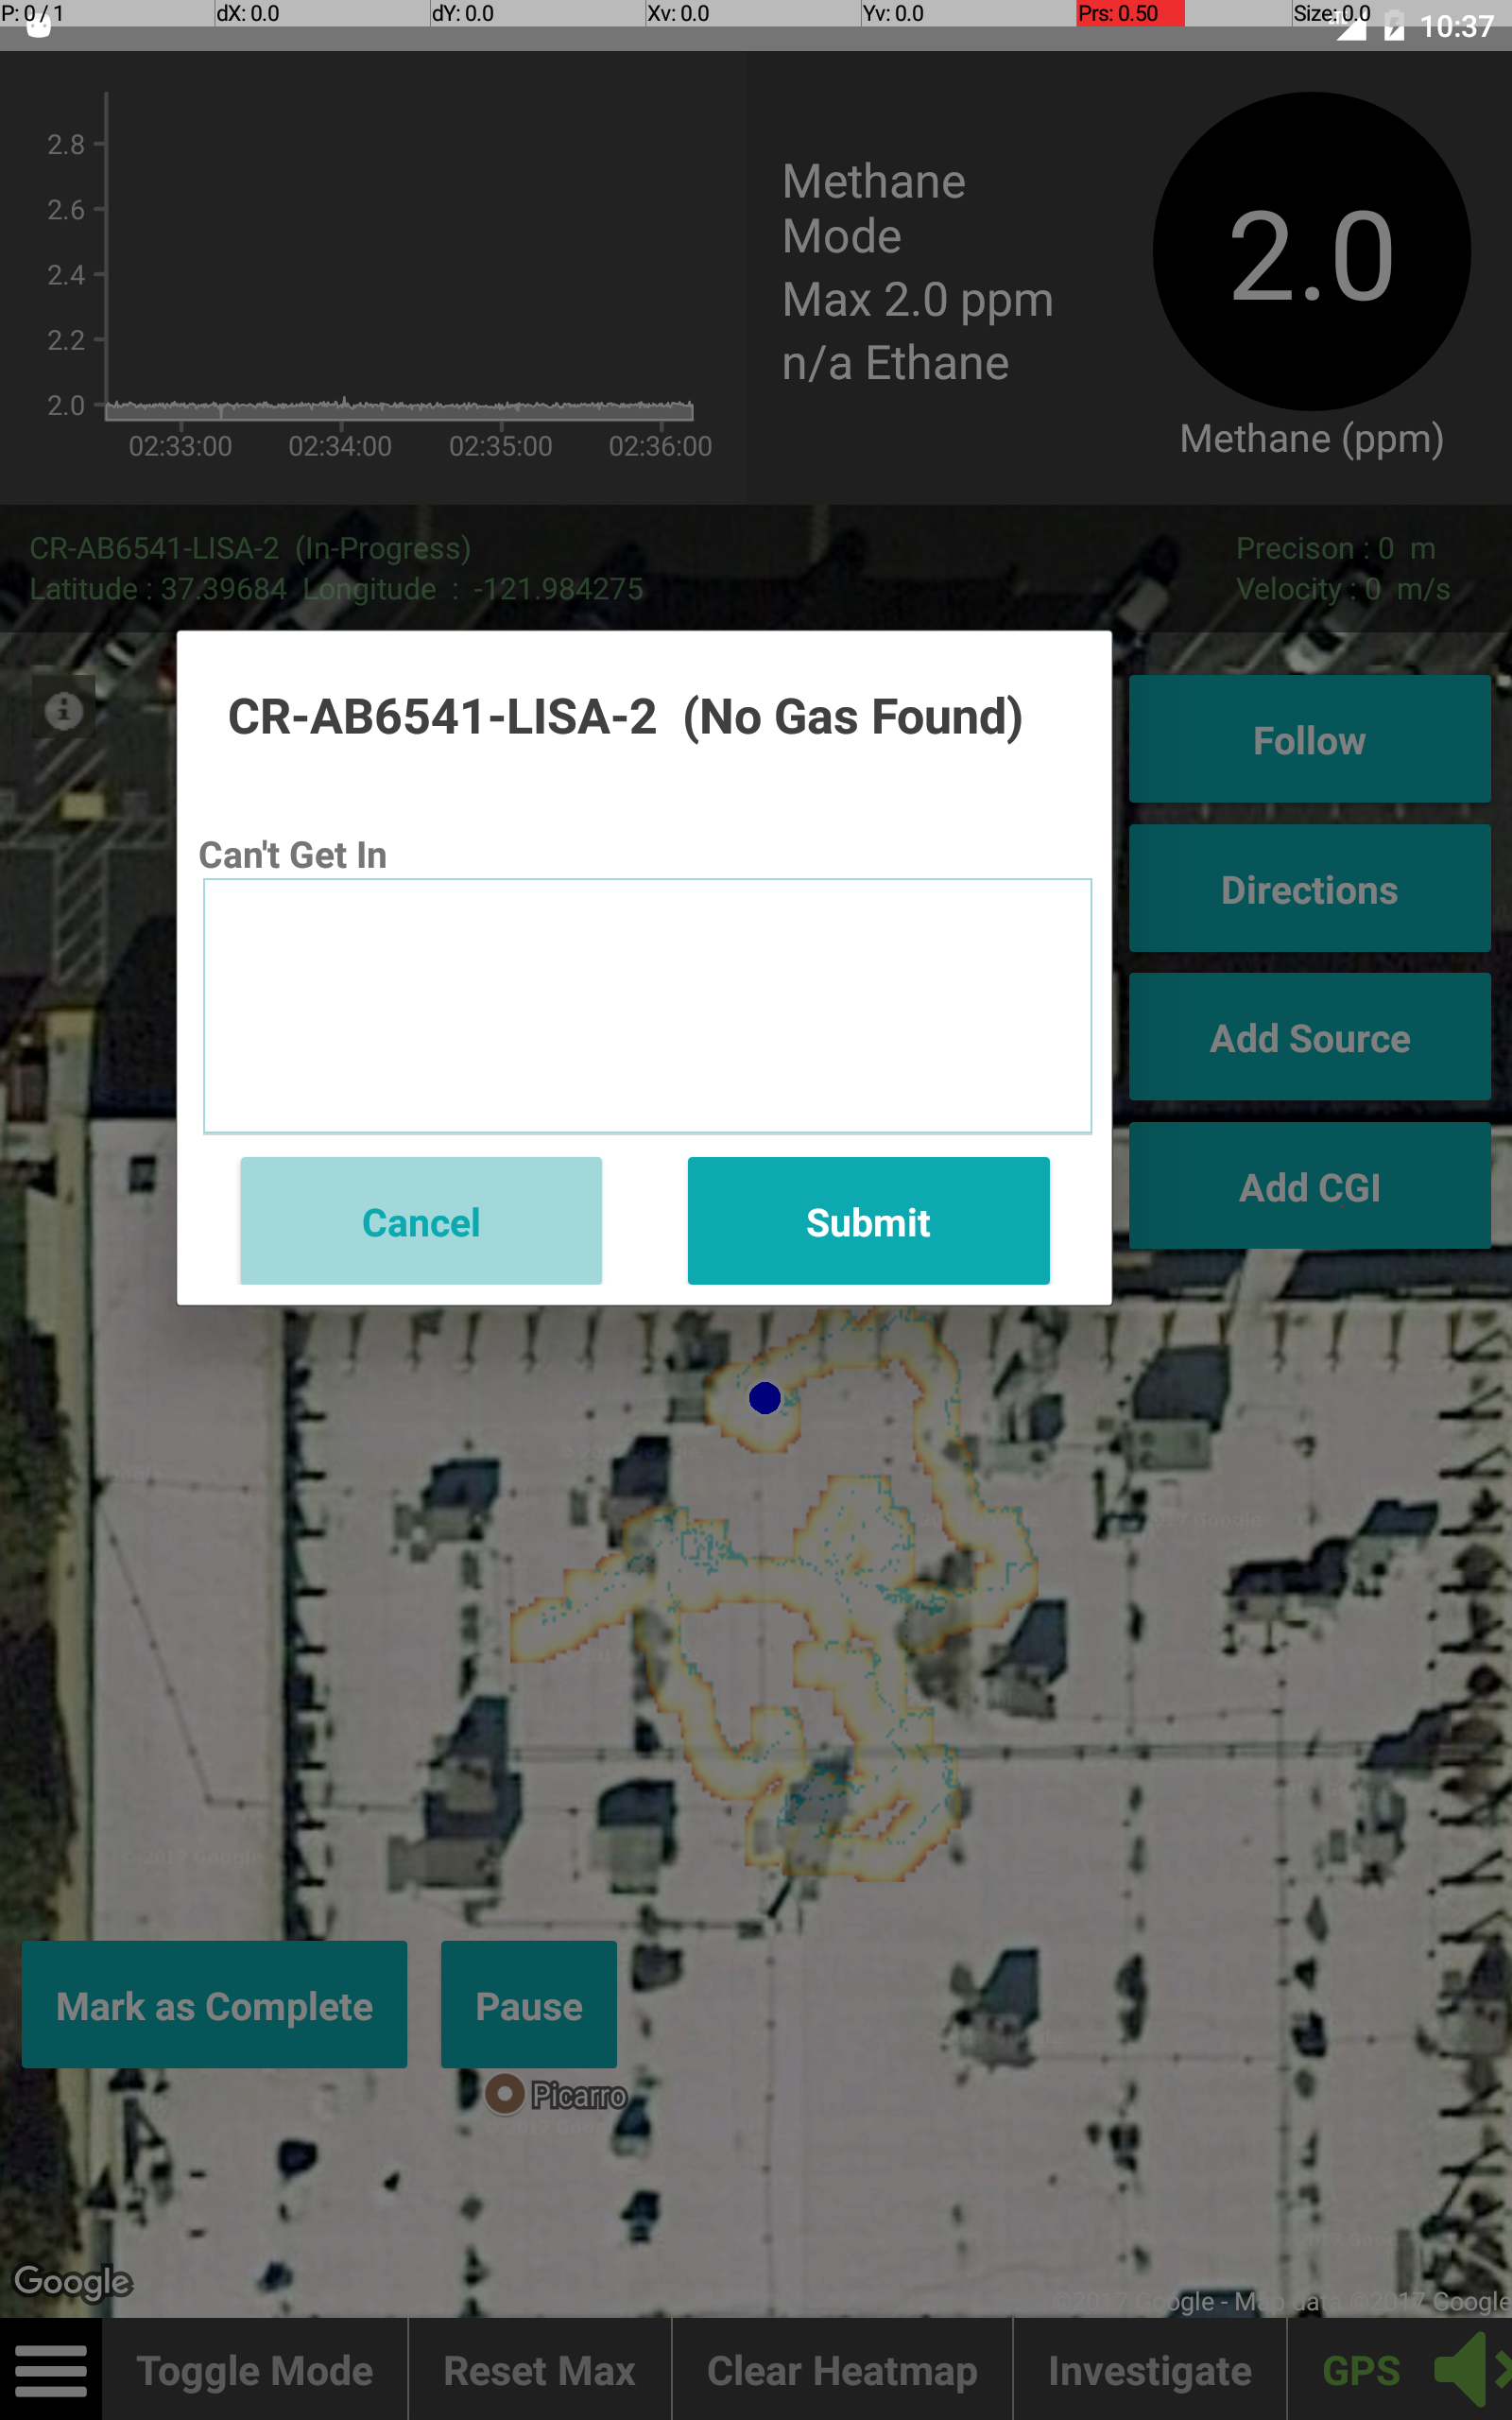 P: 0 / 1 dX: 0.0 dY: 0.0 Xv: 0.0 Yv: 0.0 Prs: 0.50 Size: 0.0
10:37
2.8
2.6
2.4
2.2
2.0
02:33:00 02:34:00 02:35:00 02:36:00
Methane
Mode
Max 2.0 ppm
n/a Ethane
2.0
Methane (ppm)
CR-AB6541-LISA-2 (In-Progress)
Latitude : 37.39684 Longitude : -121.984275
Precison : 0 m
Velocity : 0 m/s
CR-AB6541-LISA-2 (No Gas Found)
Can't Get In
Cancel
Submit
Follow
Directions
Add Source
Add CGI
Mark as Complete
Pause
Picarro
Google
©2017 Google - Map data ©2017 Google
Toggle Mode
Reset Max
Clear Heatmap
Investigate
GPS